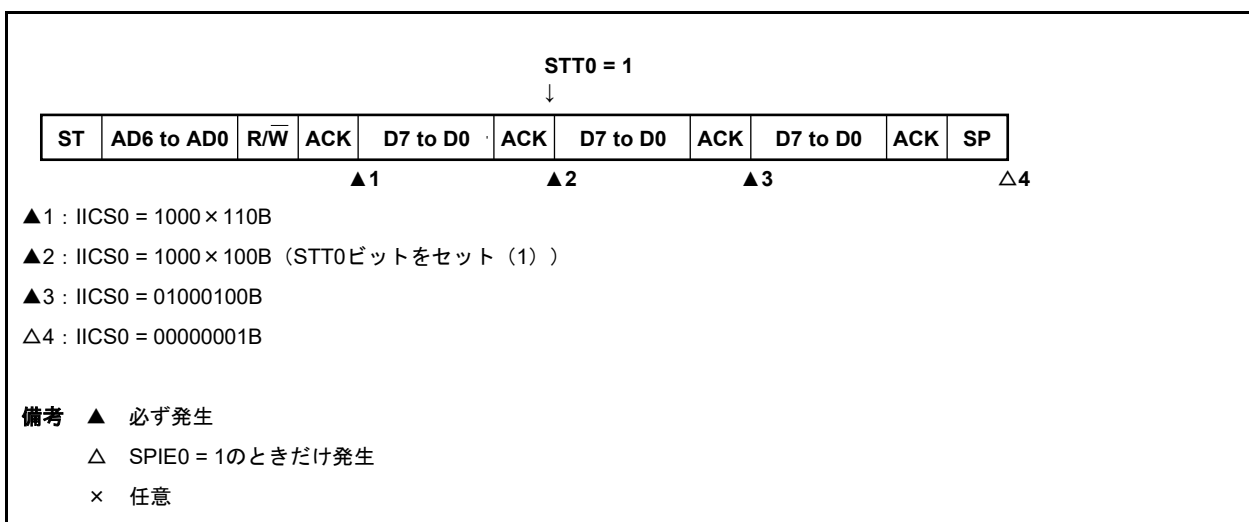 STT0 = 1
↓
ST AD6 to AD0 R/W̅ ACK D7 to D0 ACK D7 to D0 ACK D7 to D0 ACK SP
▲1 ▲2 ▲3 △4
▲1：IICS0 = 1000×110B
▲2：IICS0 = 1000×100B（STT0ビットをセット（1））
▲3：IICS0 = 01000100B
△4：IICS0 = 00000001B
備考 ▲ 必ず発生
△ SPIE0 = 1のときだけ発生
× 任意